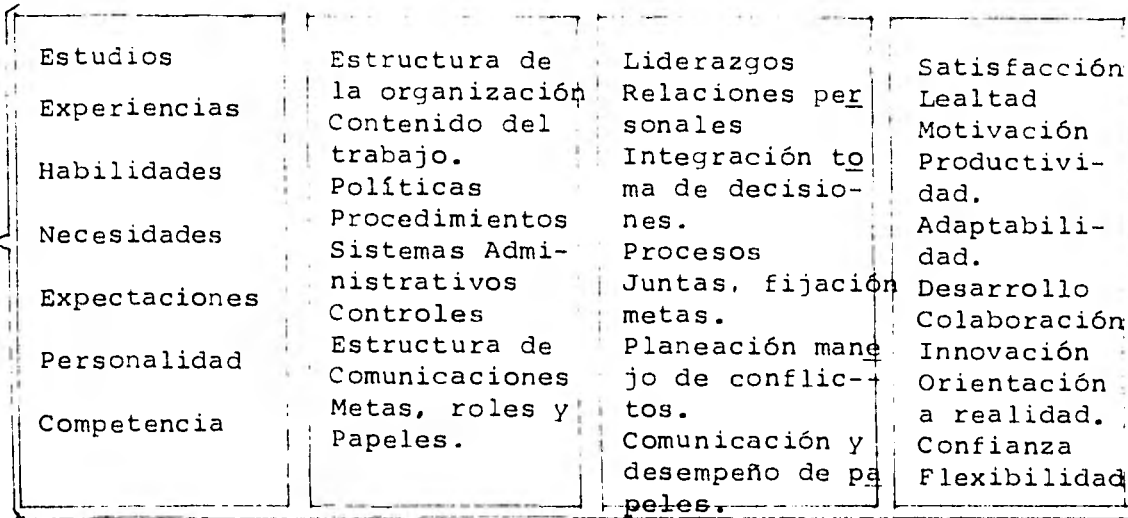 Estudios
Experiencias
Habilidades
Necesidades
Expectaciones
Personalidad
Competencia
Estructura de
la organización
Contenido del
trabajo.
Políticas
Procedimientos
Sistemas Admi-
nistrativos
Controles
Estructura de
Comunicaciones
Metas, roles y
Papeles.
Liderazgos
Relaciones per
sonales
Integración to
ma de decisio-
nes.
Procesos
Juntas, fijación
metas.
Planeación mane
jo de conflic-
tos.
Comunicación y
desempeño de pa
peles.
Satisfacción
Lealtad
Motivación
Productivi-
dad.
Adaptabili-
dad.
Desarrollo
Colaboración
Innovación
Orientación
a realidad.
Confianza
Flexibilidad